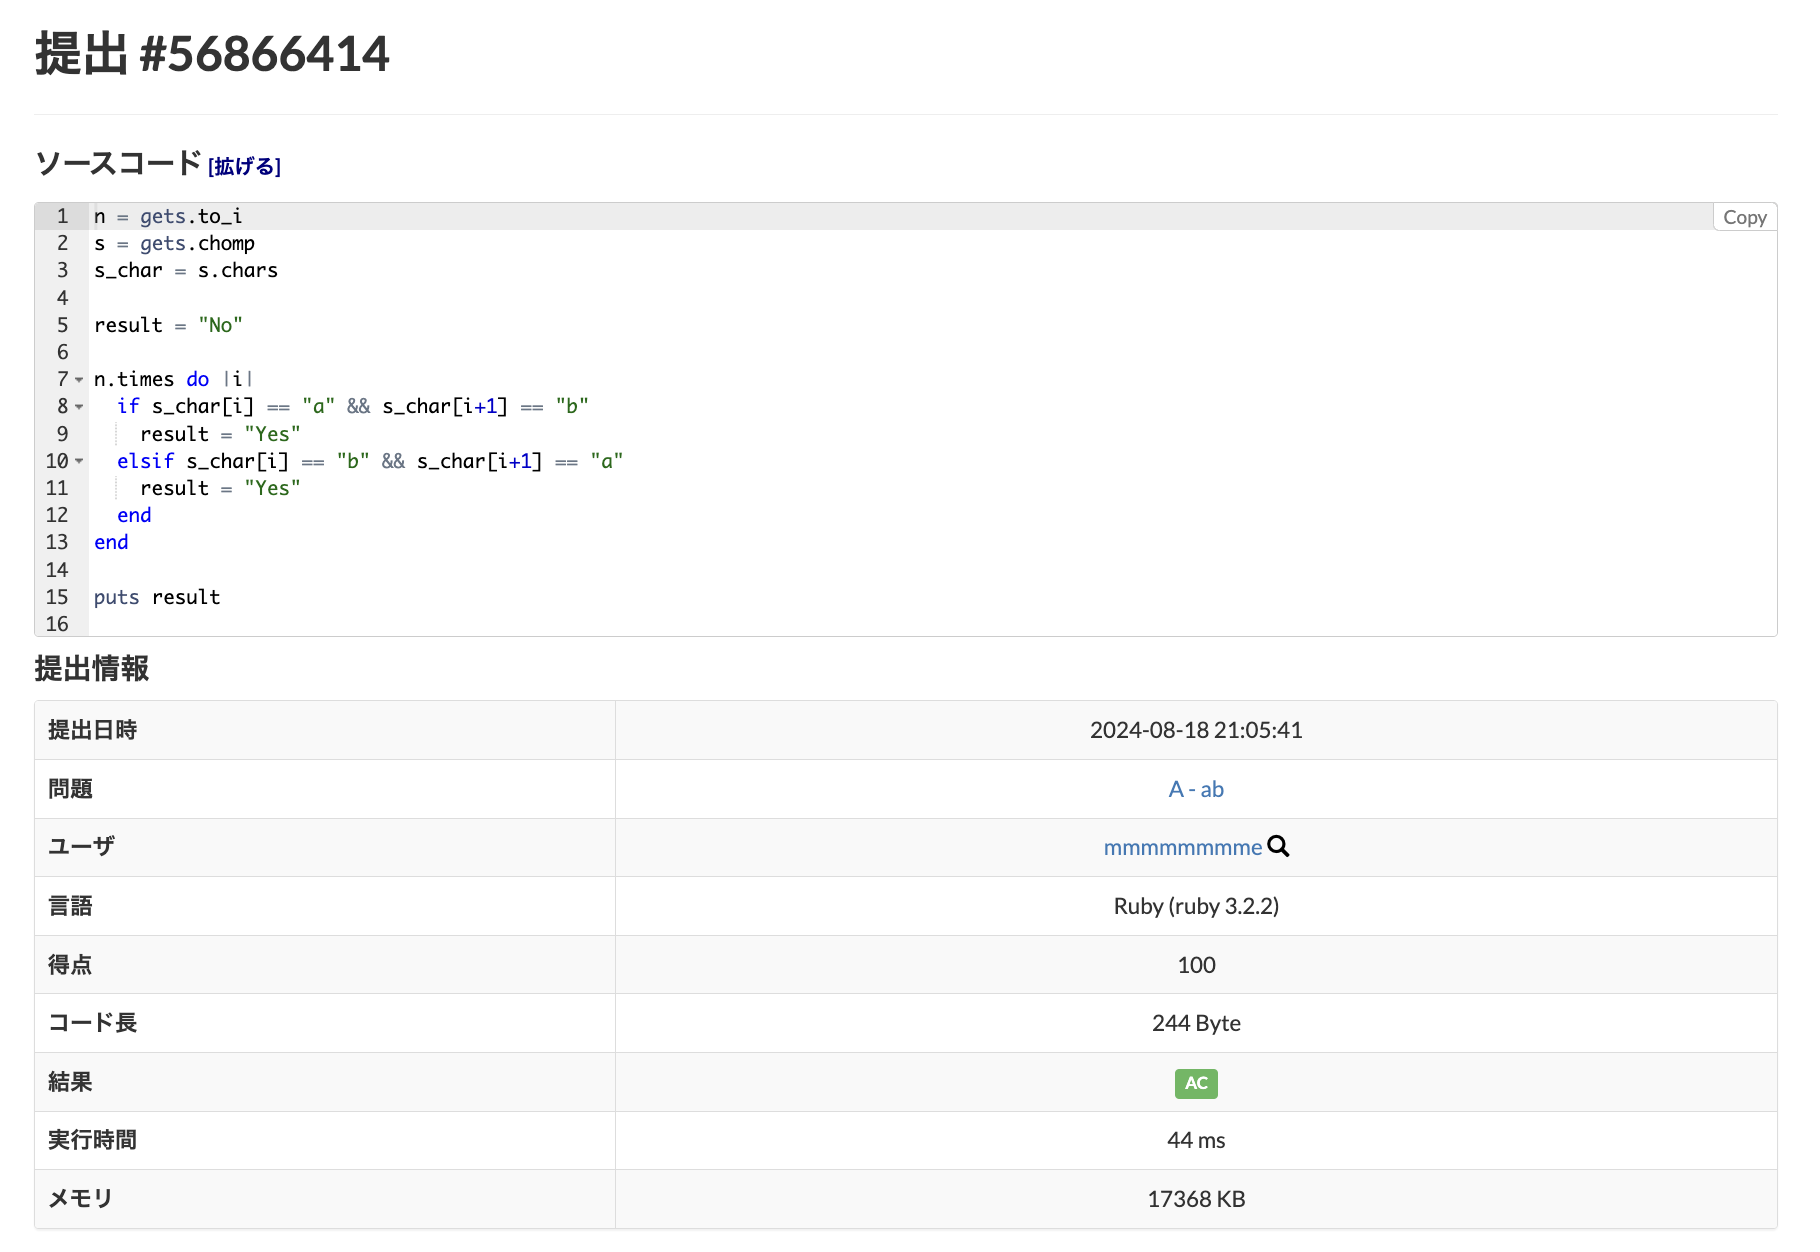 提出 #56866414
ソースコード [拡げる]
Copy
1 n = gets.to_i
2 s = gets.chomp
3 s_char = s.chars
4
5 result = "No"
6
7 n.times do |i|
8   if s_char[i] == "a" && s_char[i+1] == "b"
9     result = "Yes"
10   elsif s_char[i] == "b" && s_char[i+1] == "a"
11     result = "Yes"
12   end
13 end
14
15 puts result
16
提出情報
提出日時 2024-08-18 21:05:41
問題 A - ab
ユーザ mmmmmmmmme
言語 Ruby (ruby 3.2.2)
得点 100
コード長 244 Byte
結果 AC
実行時間 44 ms
メモリ 17368 KB